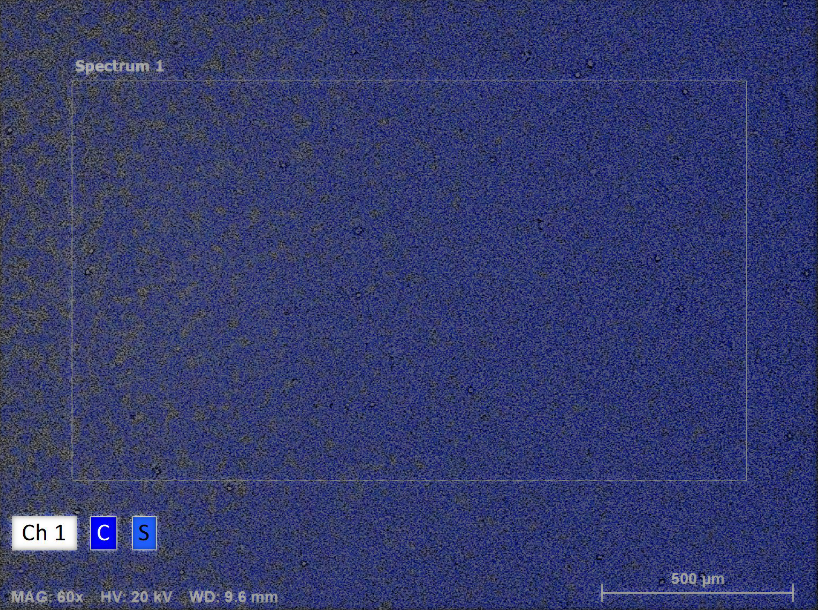 Spectrum 1
Ch 1 C S
500 µm
MAG: 60x HV: 20 kV WD: 9.6 mm